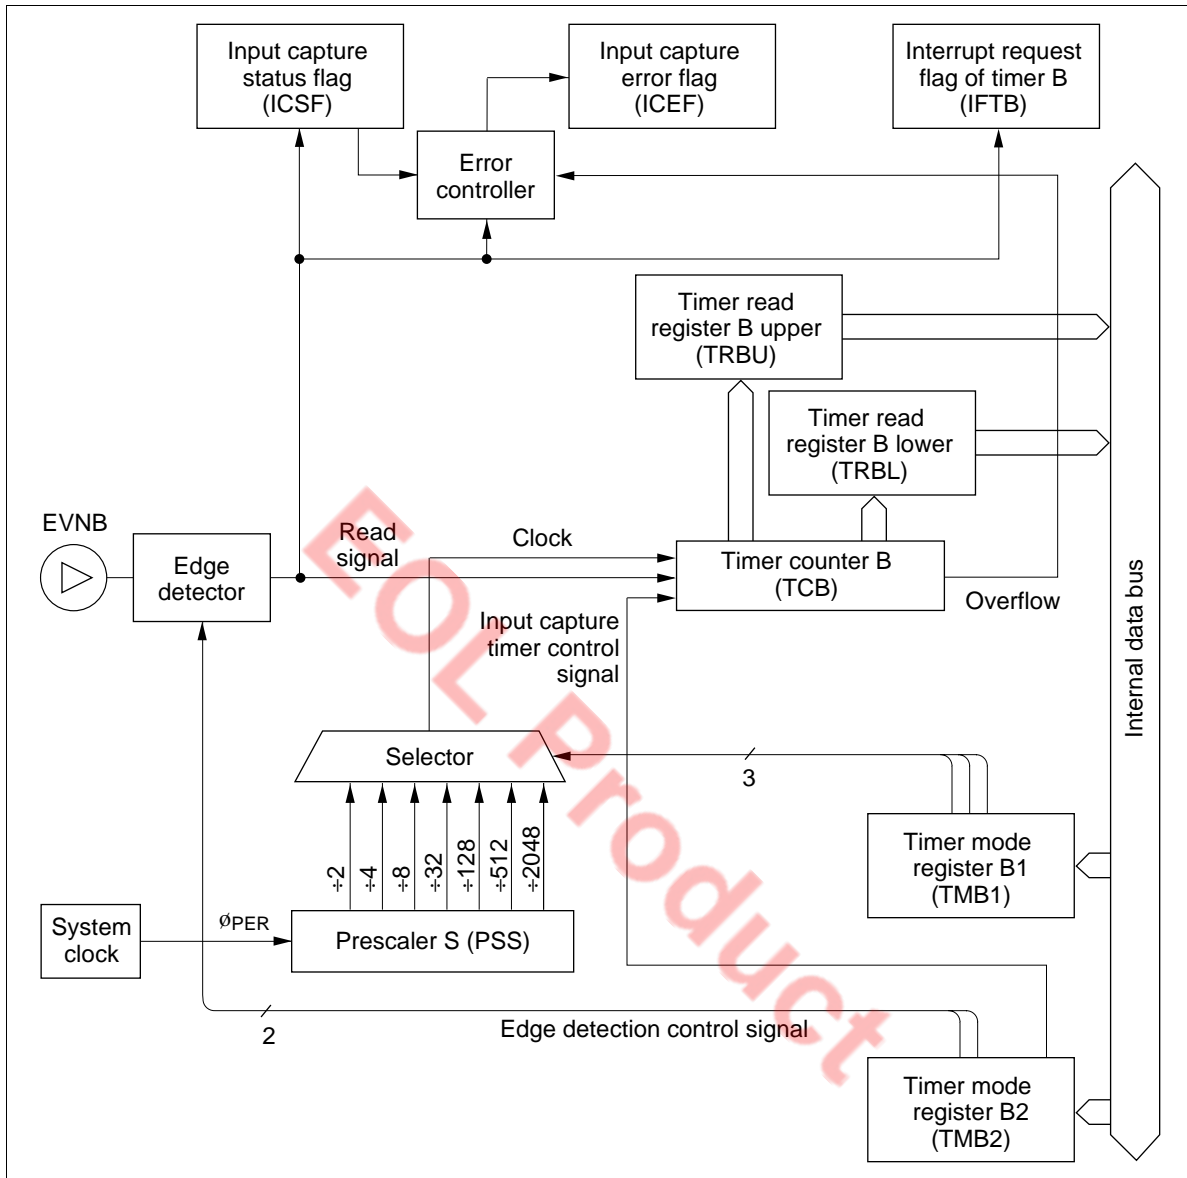 Input capture
status flag
(ICSF)
Input capture
error flag
(ICEF)
Interrupt request
flag of timer B
(IFTB)
Error
controller
Timer read
register B upper
(TRBU)
Timer read
register B lower
(TRBL)
EVNB
Edge
detector
Read
signal
Clock
Timer counter B
(TCB)
Overflow
Input capture
timer control
signal
Internal data bus
Selector
3
÷2
÷4
÷8
÷32
÷128
÷512
÷2048
Timer mode
register B1
(TMB1)
System
clock
øPER
Prescaler S (PSS)
2
Edge detection control signal
Timer mode
register B2
(TMB2)
EOL Product